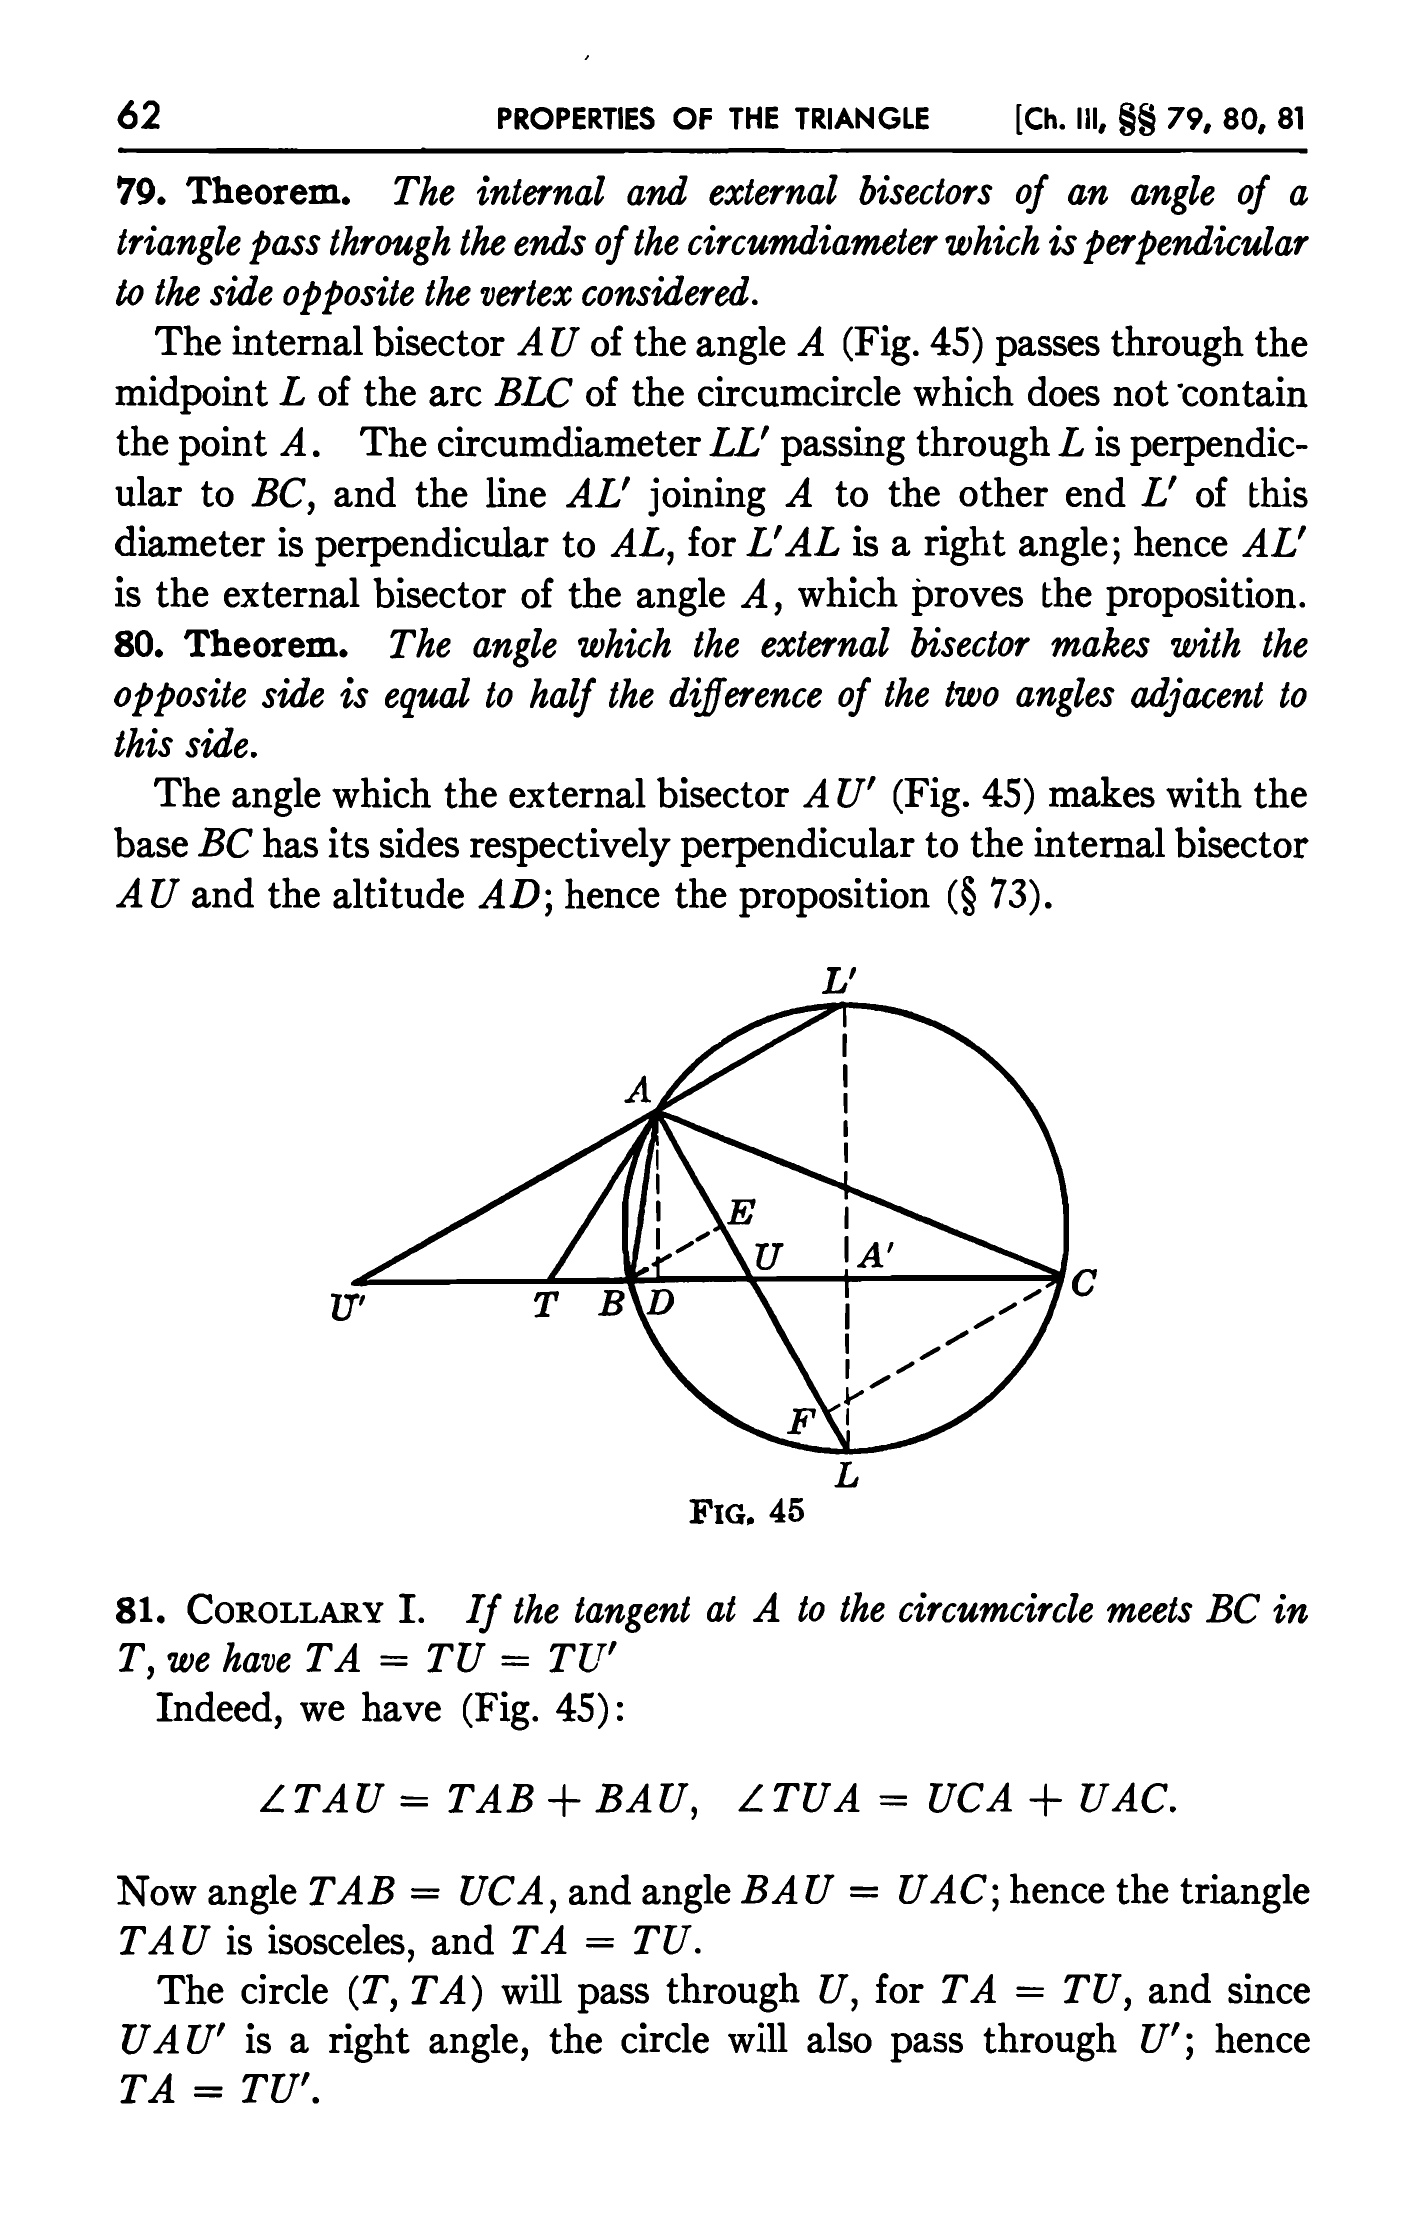 62 PROPERTIES OF THE TRIANGLE [Ch. III, §§ 79, 80, 81
79. Theorem. The internal and external bisectors of an angle of a
triangle pass through the ends of the circumdiameter which is perpendicular
to the side opposite the vertex considered.
The internal bisector AU of the angle A (Fig. 45) passes through the
midpoint L of the arc BLC of the circumcircle which does not contain
the point A. The circumdiameter LL′ passing through L is perpendic-
ular to BC, and the line AL′ joining A to the other end L′ of this
diameter is perpendicular to AL, for L′AL is a right angle; hence AL′
is the external bisector of the angle A, which proves the proposition.
80. Theorem. The angle which the external bisector makes with the
opposite side is equal to half the difference of the two angles adjacent to
this side.
The angle which the external bisector AU′ (Fig. 45) makes with the
base BC has its sides respectively perpendicular to the internal bisector
AU and the altitude AD; hence the proposition (§ 73).
L′
A
E
U A′
U′ T B D C
F
L
FIG. 45
81. COROLLARY I. If the tangent at A to the circumcircle meets BC in
T, we have TA = TU = TU′
Indeed, we have (Fig. 45):
∠TAU = TAB + BAU, ∠TUA = UCA + UAC.
Now angle TAB = UCA, and angle BAU = UAC; hence the triangle
TAU is isosceles, and TA = TU.
The circle (T, TA) will pass through U, for TA = TU, and since
UAU′ is a right angle, the circle will also pass through U′; hence
TA = TU′.